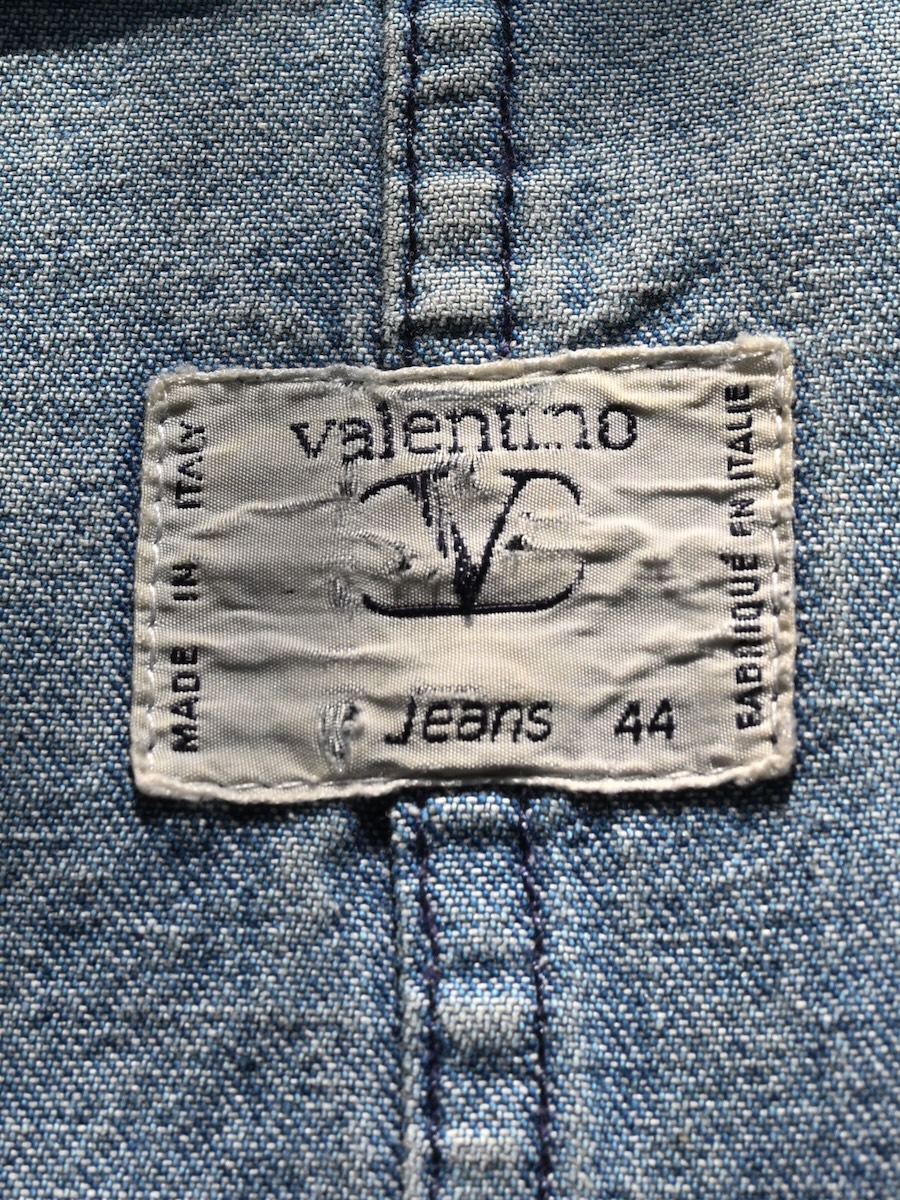 valentino
V
Jeans 44
MADE IN ITALY
FABRIQUÉ EN ITALIE